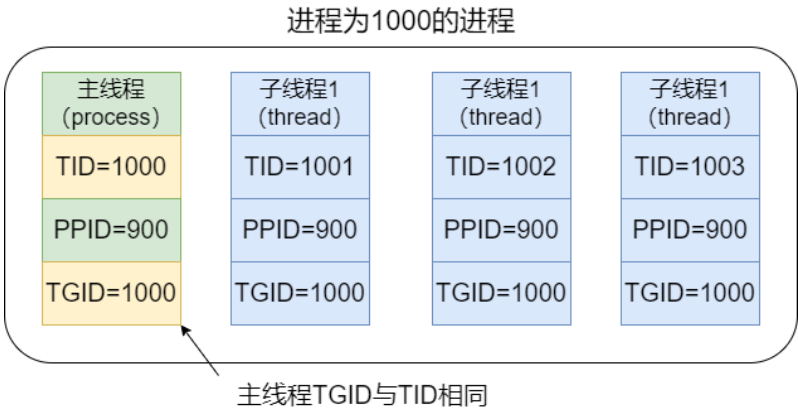 进程为1000的进程
主线程
（process）
TID=1000
PPID=900
TGID=1000
子线程1
（thread）
TID=1001
PPID=900
TGID=1000
子线程1
（thread）
TID=1002
PPID=900
TGID=1000
子线程1
（thread）
TID=1003
PPID=900
TGID=1000
主线程TGID与TID相同